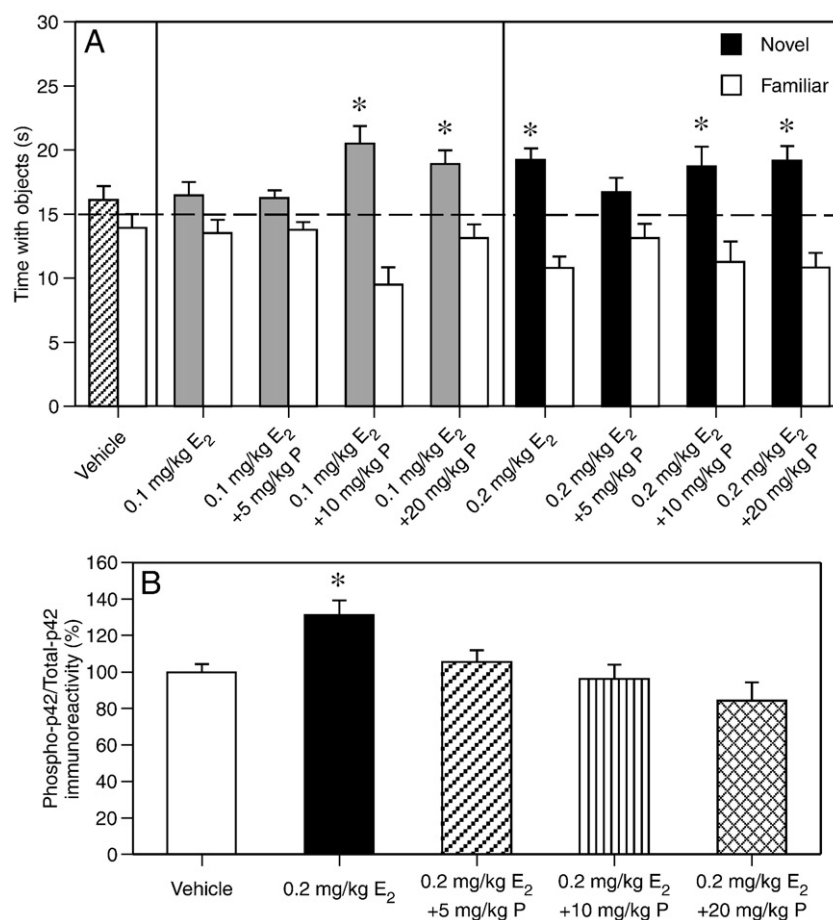 A
Novel
Familiar
Time with objects (s)
30
25
20
15
10
5
0
*
*
*
*
*
Vehicle
0.1 mg/kg E₂
0.1 mg/kg E₂
+5 mg/kg P
0.1 mg/kg E₂
+10 mg/kg P
0.1 mg/kg E₂
+20 mg/kg P
0.2 mg/kg E₂
0.2 mg/kg E₂
+5 mg/kg P
0.2 mg/kg E₂
+10 mg/kg P
0.2 mg/kg E₂
+20 mg/kg P
B
Phospho-p42/Total-p42
immunoreactivity (%)
160
140
120
100
80
60
40
20
0
*
Vehicle
0.2 mg/kg E₂
0.2 mg/kg E₂
+5 mg/kg P
0.2 mg/kg E₂
+10 mg/kg P
0.2 mg/kg E₂
+20 mg/kg P